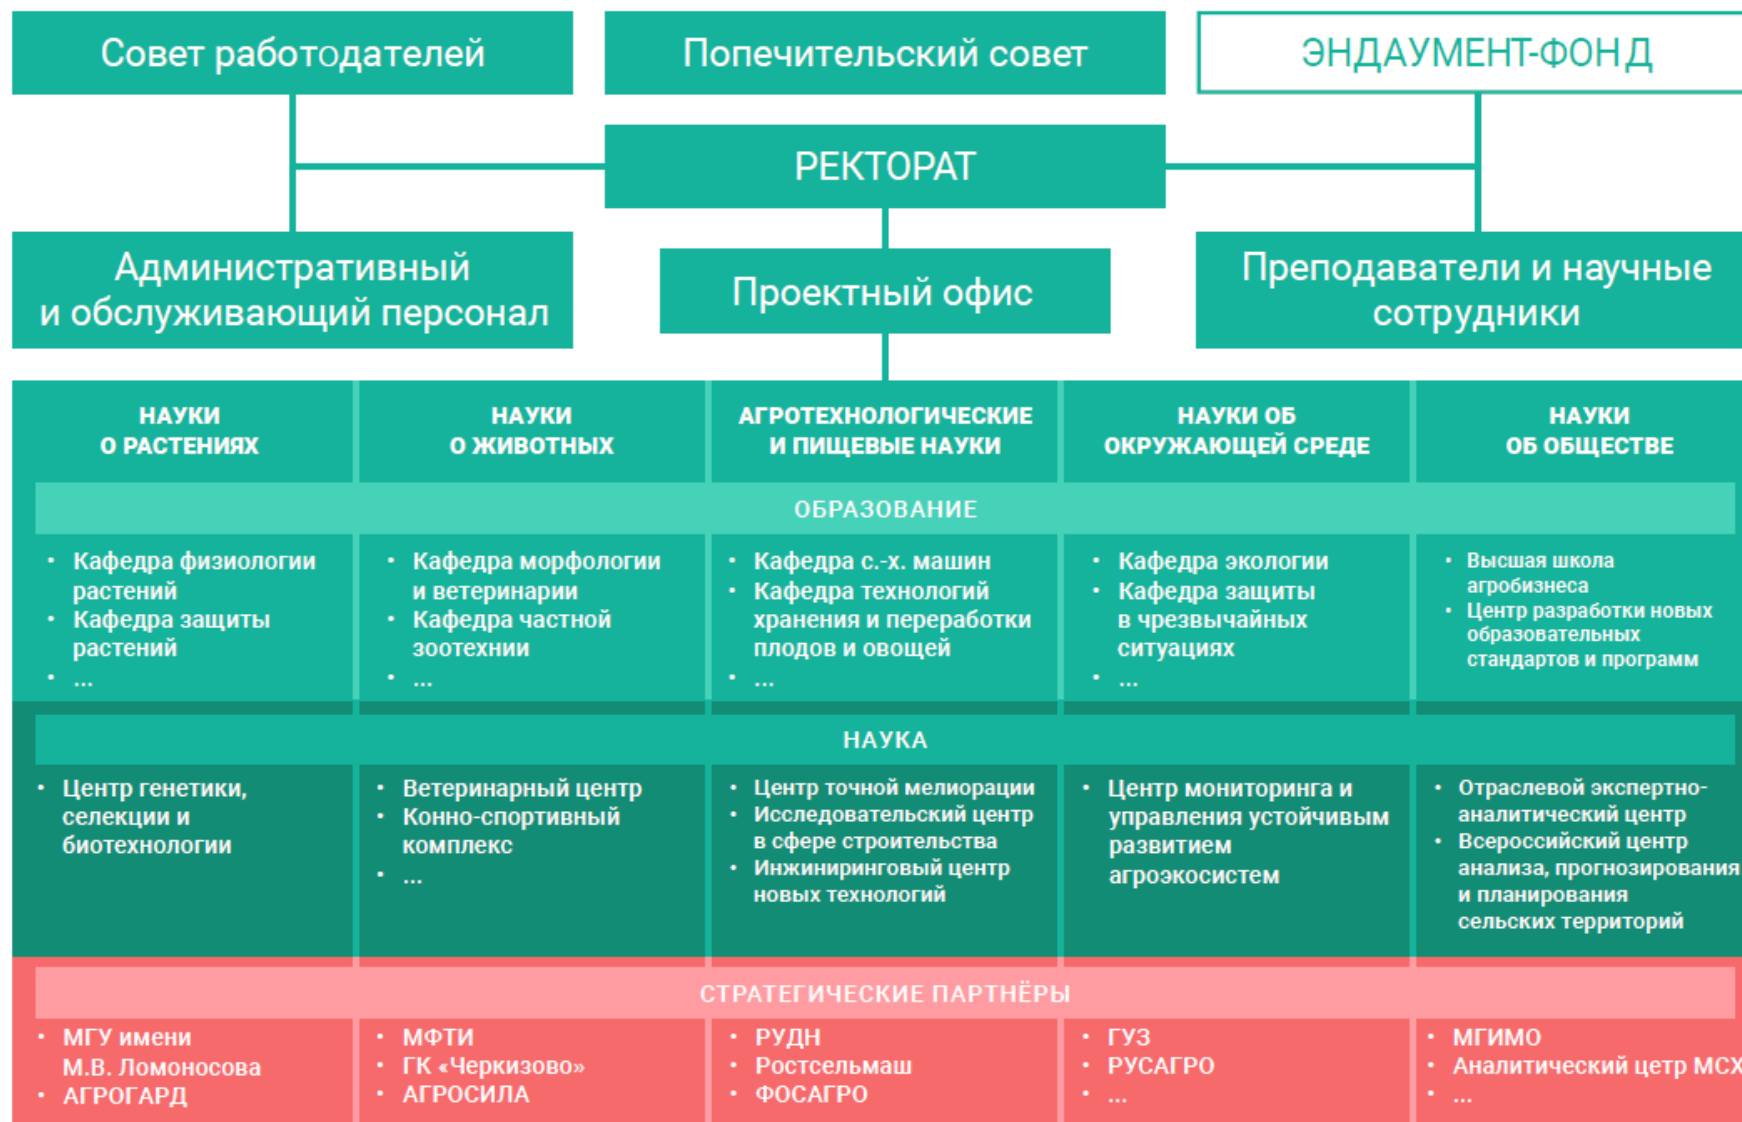 Совет работодателей
Попечительский совет
ЭНДАУМЕНТ-ФОНД
РЕКТОРАТ
Административный
и обслуживающий персонал
Проектный офис
Преподаватели и научные
сотрудники
НАУКИ
О РАСТЕНИЯХ
НАУКИ
О ЖИВОТНЫХ
АГРОТЕХНОЛОГИЧЕСКИЕ
И ПИЩЕВЫЕ НАУКИ
НАУКИ ОБ
ОКРУЖАЮЩЕЙ СРЕДЕ
НАУКИ
ОБ ОБЩЕСТВЕ
ОБРАЗОВАНИЕ
• Кафедра физиологии
растений
• Кафедра защиты
растений
• ...
• Кафедра морфологии
и ветеринарии
• Кафедра частной
зоотехнии
• ...
• Кафедра с.-х. машин
• Кафедра технологий
хранения и переработки
плодов и овощей
• ...
• Кафедра экологии
• Кафедра защиты
в чрезвычайных
ситуациях
• ...
• Высшая школа
агробизнеса
• Центр разработки новых
образовательных
стандартов и программ
НАУКА
• Центр генетики,
селекции и
биотехнологии
• Ветеринарный центр
• Конно-спортивный
комплекс
• ...
• Центр точной мелиорации
• Исследовательский центр
в сфере строительства
• Инжиниринговый центр
новых технологий
• Центр мониторинга и
управления устойчивым
развитием
агроэкосистем
• Отраслевой экспертно-
аналитический центр
• Всероссийский центр
анализа, прогнозирования
и планирования
сельских территорий
СТРАТЕГИЧЕСКИЕ ПАРТНЁРЫ
• МГУ имени
М.В. Ломоносова
• АГРОГАРД
• МФТИ
• ГК «Черкизово»
• АГРОСИЛА
• РУДН
• Ростсельмаш
• ФОСАГРО
• ГУЗ
• РУСАГРО
• ...
• МГИМО
• Аналитический цетр МСХ
• ...